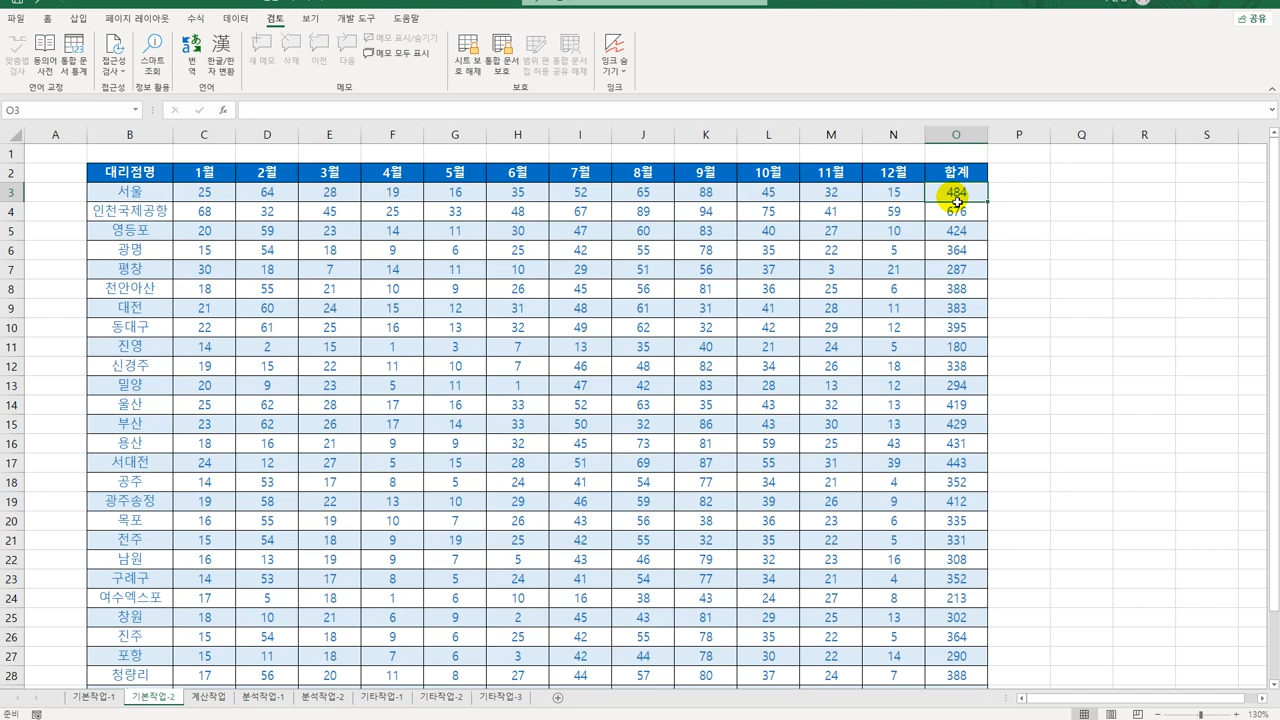 파일 홈 삽입 페이지 레이아웃 수식 데이터 검토 보기 개발 도구 도움말 공유
맞춤법 검사 동의어 사전 통합 문서 통계 접근성 검사 스마트 조회 번역 한글/한자 변환 새 메모 삭제 이전 다음 메모 표시/숨기기 메모 모두 표시 시트 보호 해제 통합 문서 보호 범위 편집 허용 통합 문서 공유 해제 잉크 숨기기
언어 교정 접근성 정보 활용 언어 메모 보호 잉크
O3 fx
A B C D E F G H I J K L M N O P Q R S
1
2 대리점명 1월 2월 3월 4월 5월 6월 7월 8월 9월 10월 11월 12월 합계
3 서울 25 64 28 19 16 35 52 65 88 45 32 15 484
4 인천국제공항 68 32 45 25 33 48 67 89 94 75 41 59 676
5 영등포 20 59 23 14 11 30 47 60 83 40 27 10 424
6 광명 15 54 18 9 6 25 42 55 78 35 22 5 364
7 평창 30 18 7 14 11 10 29 51 56 37 3 21 287
8 천안아산 18 55 21 10 9 26 45 56 81 36 25 6 388
9 대전 21 60 24 15 12 31 48 61 31 41 28 11 383
10 동대구 22 61 45 16 13 32 49 62 32 42 29 12 395
11 진영 14 2 15 1 3 7 13 35 40 21 24 5 180
12 신경주 19 15 22 11 10 7 46 48 82 34 26 18 338
13 밀양 20 9 23 5 11 1 47 42 83 28 13 12 294
14 울산 25 62 28 17 16 33 52 63 35 43 32 13 419
15 부산 23 62 26 17 14 33 50 32 86 43 30 13 429
16 용산 18 16 21 9 9 32 45 73 81 59 25 43 431
17 서대전 24 12 27 5 15 28 51 69 87 55 31 39 443
18 공주 14 53 17 8 5 24 41 54 77 34 21 4 352
19 광주송정 19 58 22 13 10 29 46 59 82 39 26 9 412
20 목포 16 55 19 10 7 26 43 56 38 36 23 6 335
21 전주 15 54 18 9 19 25 42 55 32 35 22 5 331
22 남원 16 13 19 9 7 5 43 46 79 32 23 16 308
23 구례구 14 53 17 8 5 24 41 54 77 34 21 4 352
24 여수엑스포 17 5 18 1 6 10 16 38 43 24 27 8 213
25 창원 18 10 21 6 9 2 45 43 81 29 25 13 302
26 진주 15 54 18 9 6 25 42 55 78 35 22 5 364
27 포항 15 11 18 7 6 3 42 44 78 30 22 14 290
28 청량리 17 56 20 11 8 27 44 57 80 37 24 7 388
기본작업-1 기본작업-2 계산작업 분석작업-1 분석작업-2 기타작업-1 기타작업-2 기타작업-3
준비 130%